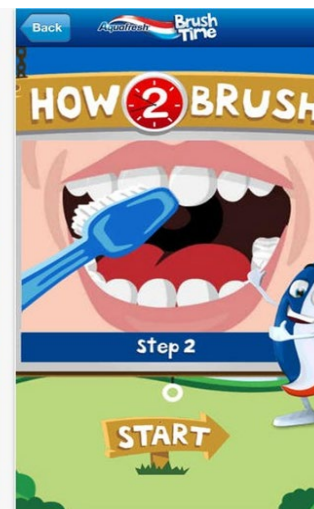 Back
Aquafresh
Brush
Time
HOW 2 BRUSH
Step 2
START